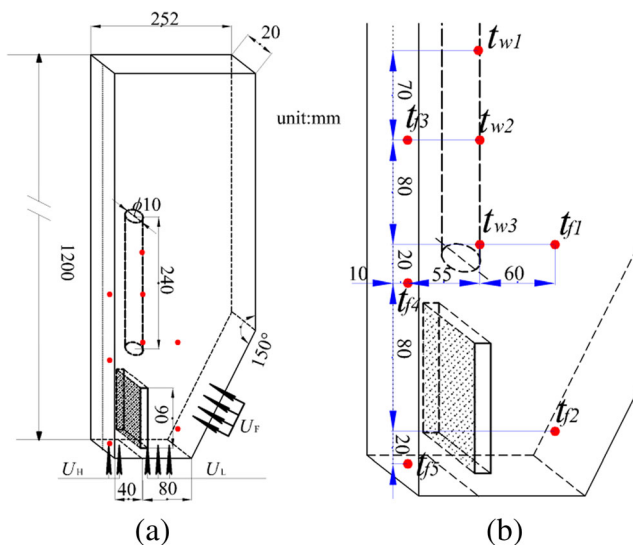 252
20
unit:mm
ϕ10
1200
240
150°
90
U_F
U_H
U_L
40
80
(a)
t_w1
70
t_f3
t_w2
80
t_w3
t_f1
20
10
55
60
t_f4
80
t_f2
20
t_f5
(b)